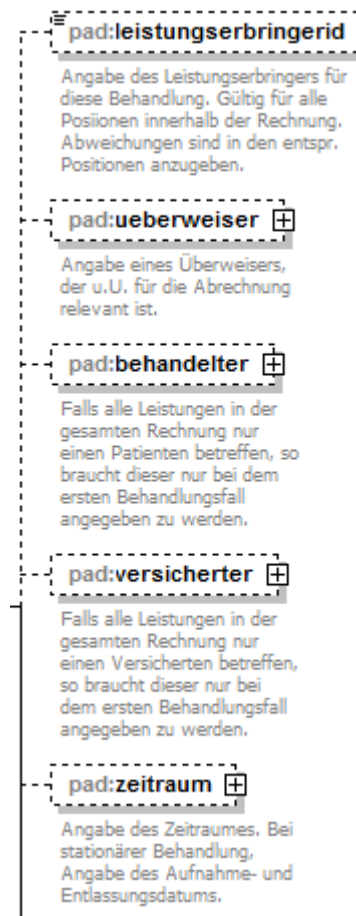 pad:leistungserbringerid
Angabe des Leistungserbringers für
diese Behandlung. Gültig für alle
Posiionen innerhalb der Rechnung.
Abweichungen sind in den entspr.
Positionen anzugeben.
pad:ueberweiser
Angabe eines Überweisers,
der u.U. für die Abrechnung
relevant ist.
pad:behandelter
Falls alle Leistungen in der
gesamten Rechnung nur
einen Patienten betreffen, so
braucht dieser nur bei dem
ersten Behandlungsfall
angegeben zu werden.
pad:versicherter
Falls alle Leistungen in der
gesamten Rechnung nur
einen Versicherten betreffen,
so braucht dieser nur bei
dem ersten Behandlungsfall
angegeben zu werden.
pad:zeitraum
Angabe des Zeitraumes. Bei
stationärer Behandlung,
Angabe des Aufnahme- und
Entlassungsdatums.